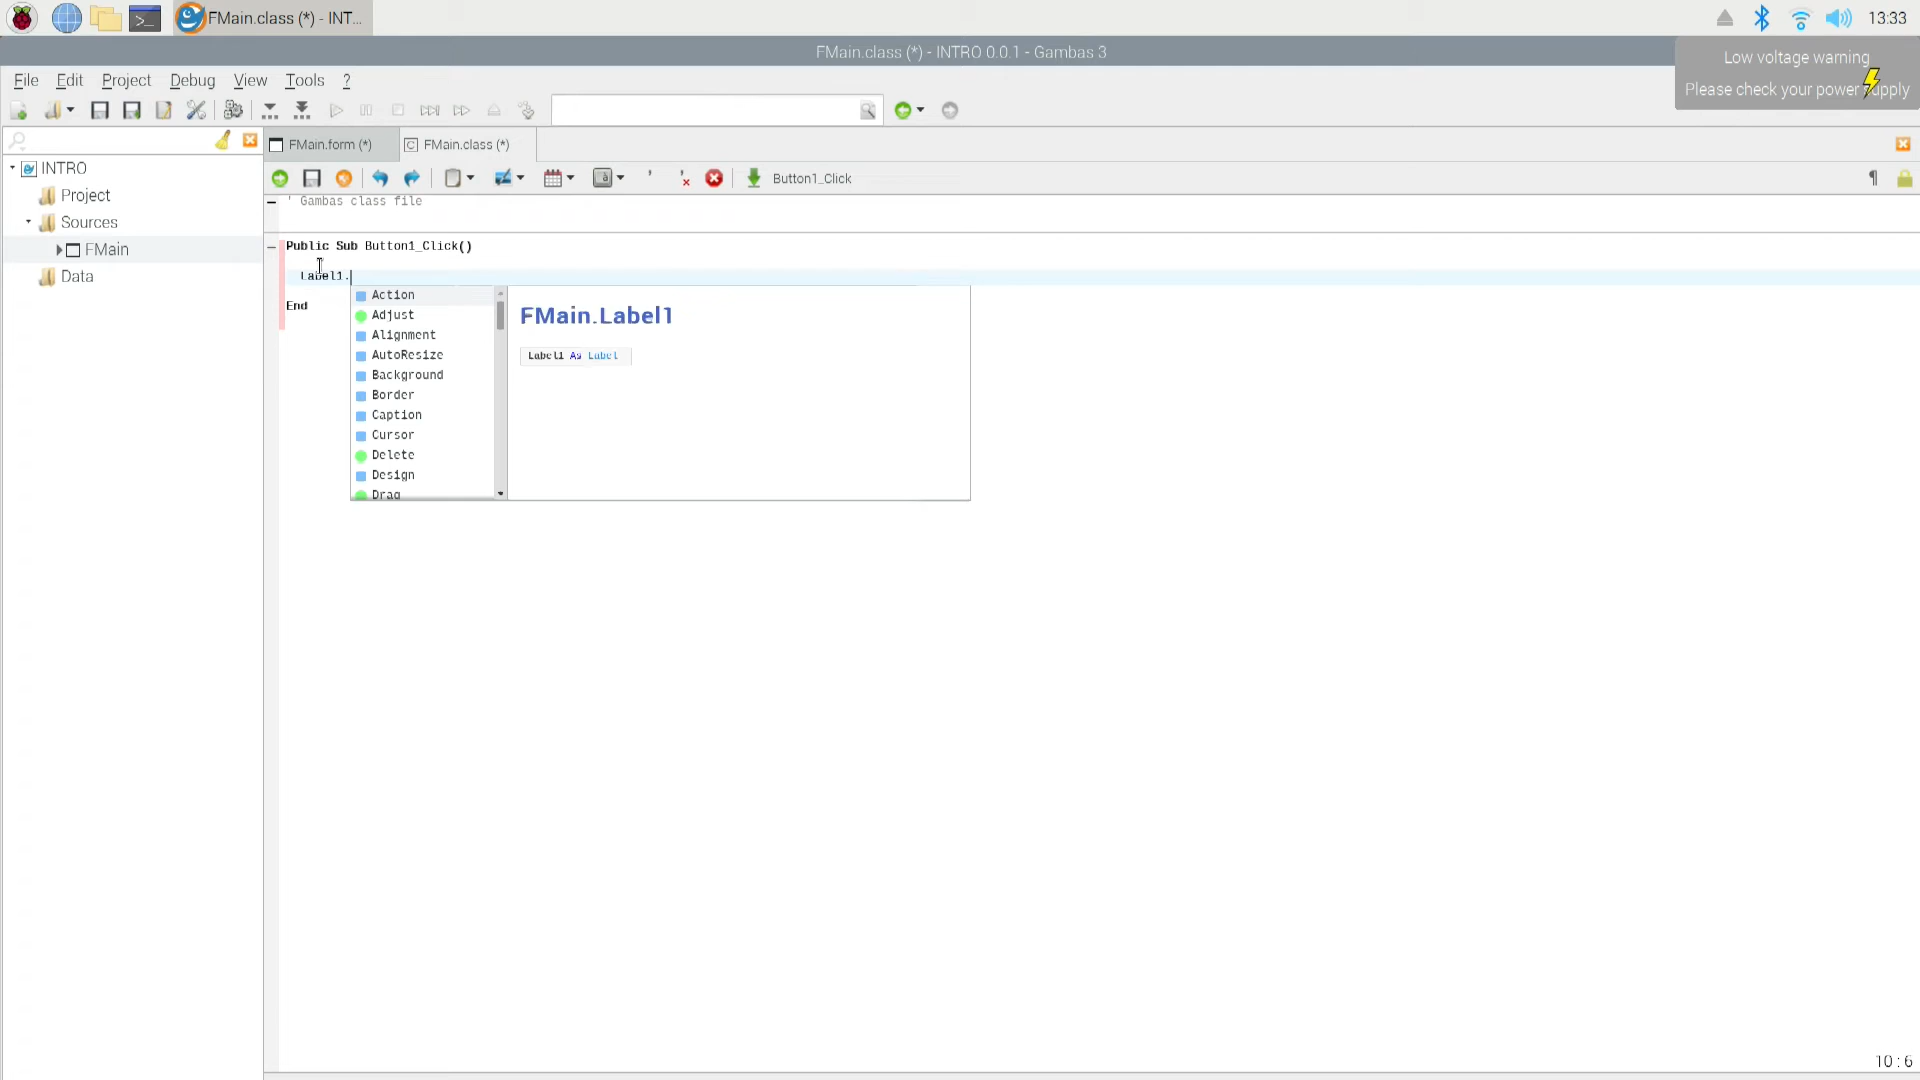 FMain.class (*) - INT...
13:33
FMain.class (*) - INTRO 0.0.1 - Gambas 3
Low voltage warning
Please check your power supply
File Edit Project Debug View Tools ?
INTRO
Project
Sources
FMain
Data
FMain.form (*)
FMain.class (*)
Button1_Click
' Gambas class file
Public Sub Button1_Click()
Label1.
End
Action
Adjust
Alignment
AutoResize
Background
Border
Caption
Cursor
Delete
Design
Drag
FMain.Label1
Label1 As Label
10 : 6